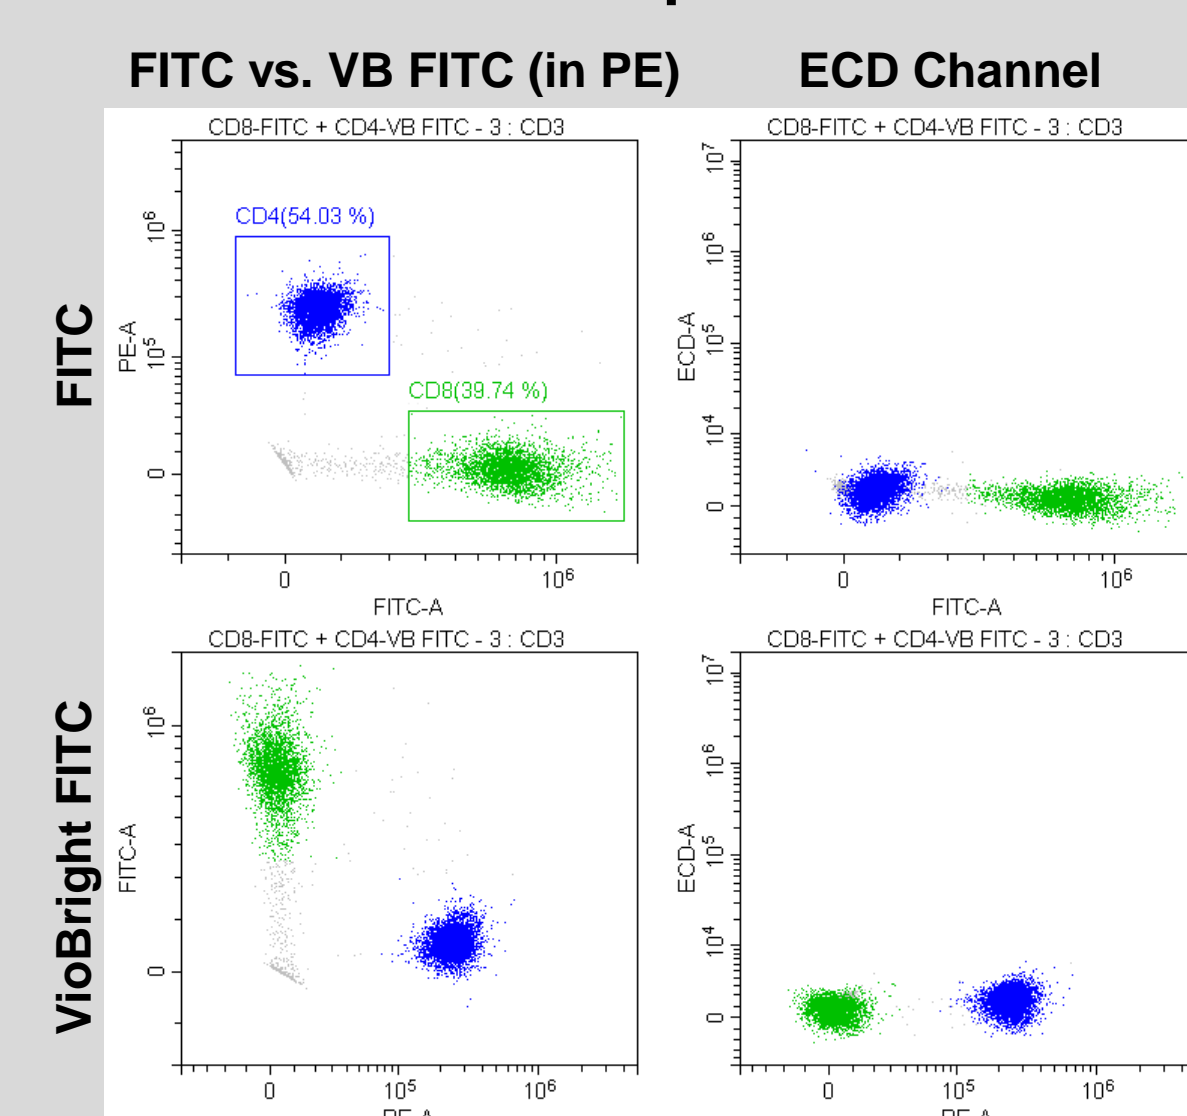 FITC vs. VB FITC (in PE)
ECD Channel
FITC
CD8-FITC + CD4-VB FITC - 3 : CD3
PE-A
10⁶
10⁵
0
CD4(54.03 %)
CD8(39.74 %)
0
10⁶
FITC-A
CD8-FITC + CD4-VB FITC - 3 : CD3
ECD-A
10⁷
10⁶
10⁵
10⁴
0
0
10⁶
FITC-A
VioBright FITC
CD8-FITC + CD4-VB FITC - 3 : CD3
FITC-A
10⁶
0
0
10⁵
10⁶
PE-A
CD8-FITC + CD4-VB FITC - 3 : CD3
ECD-A
10⁷
10⁶
10⁵
10⁴
0
0
10⁵
10⁶
PE-A